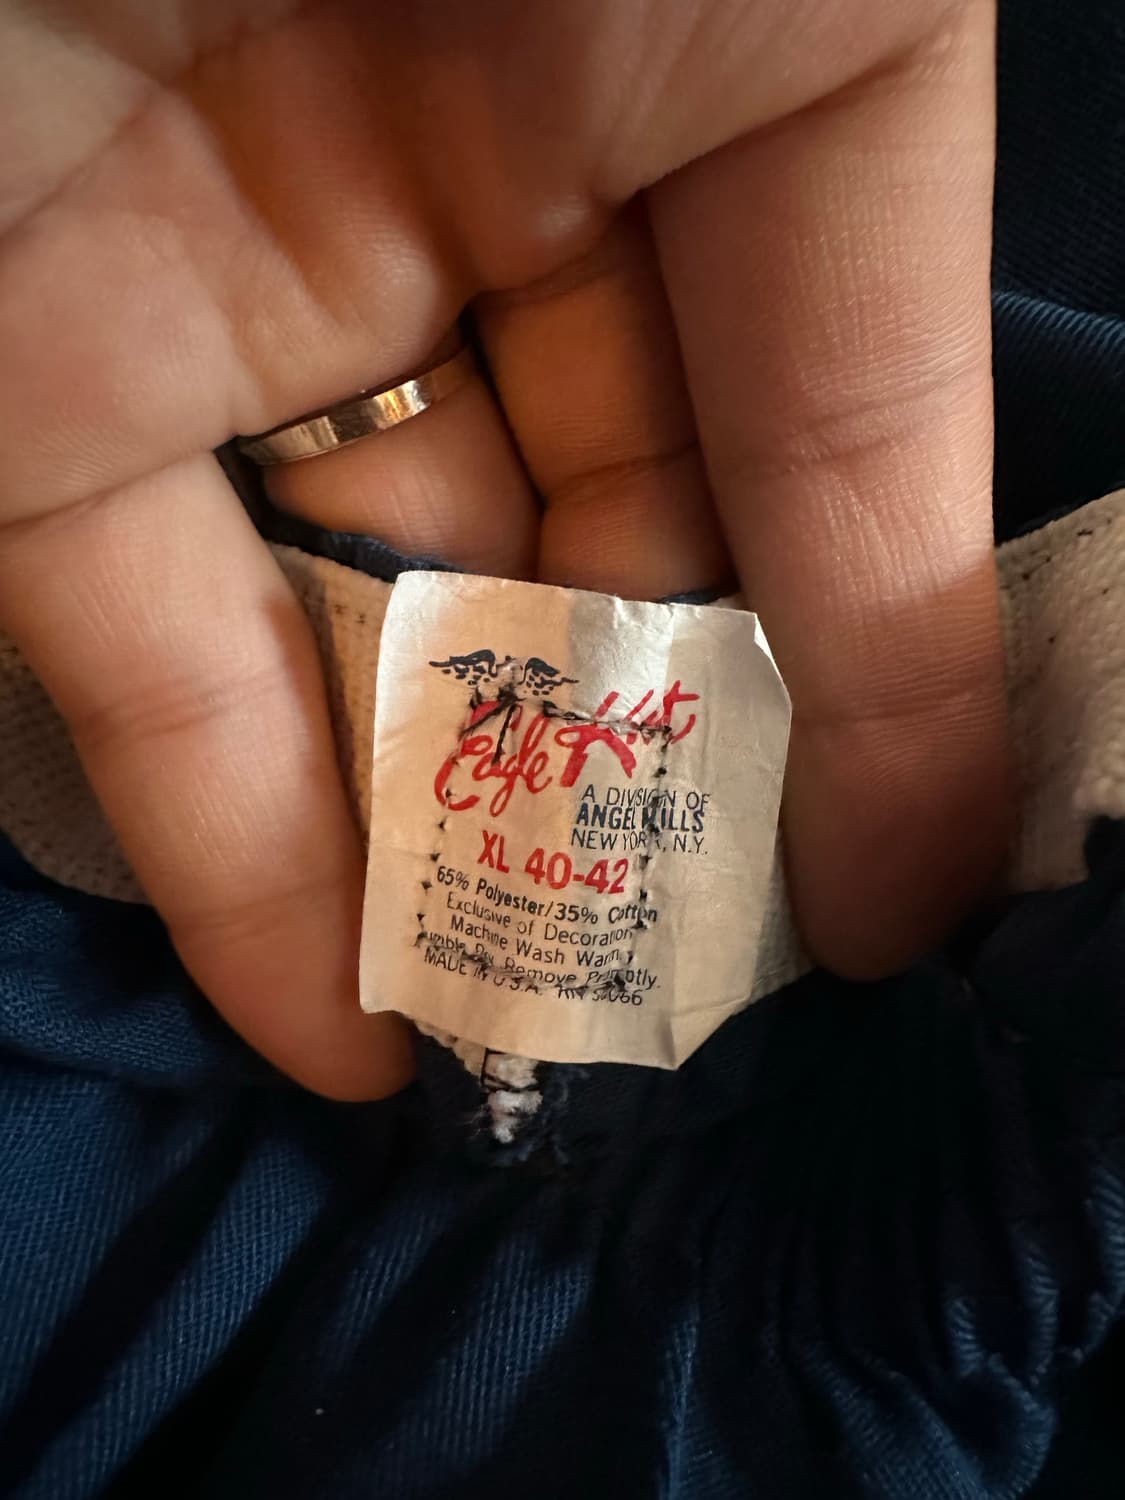 Eagle Knit
A DIVISION OF
ANGEL MILLS
NEW YORK, N.Y.
XL 40-42
65% Polyester/35% Cotton
Exclusive of Decoration
Machine Wash Warm
Tumble Dry Remove Promptly.
MADE IN U.S.A.